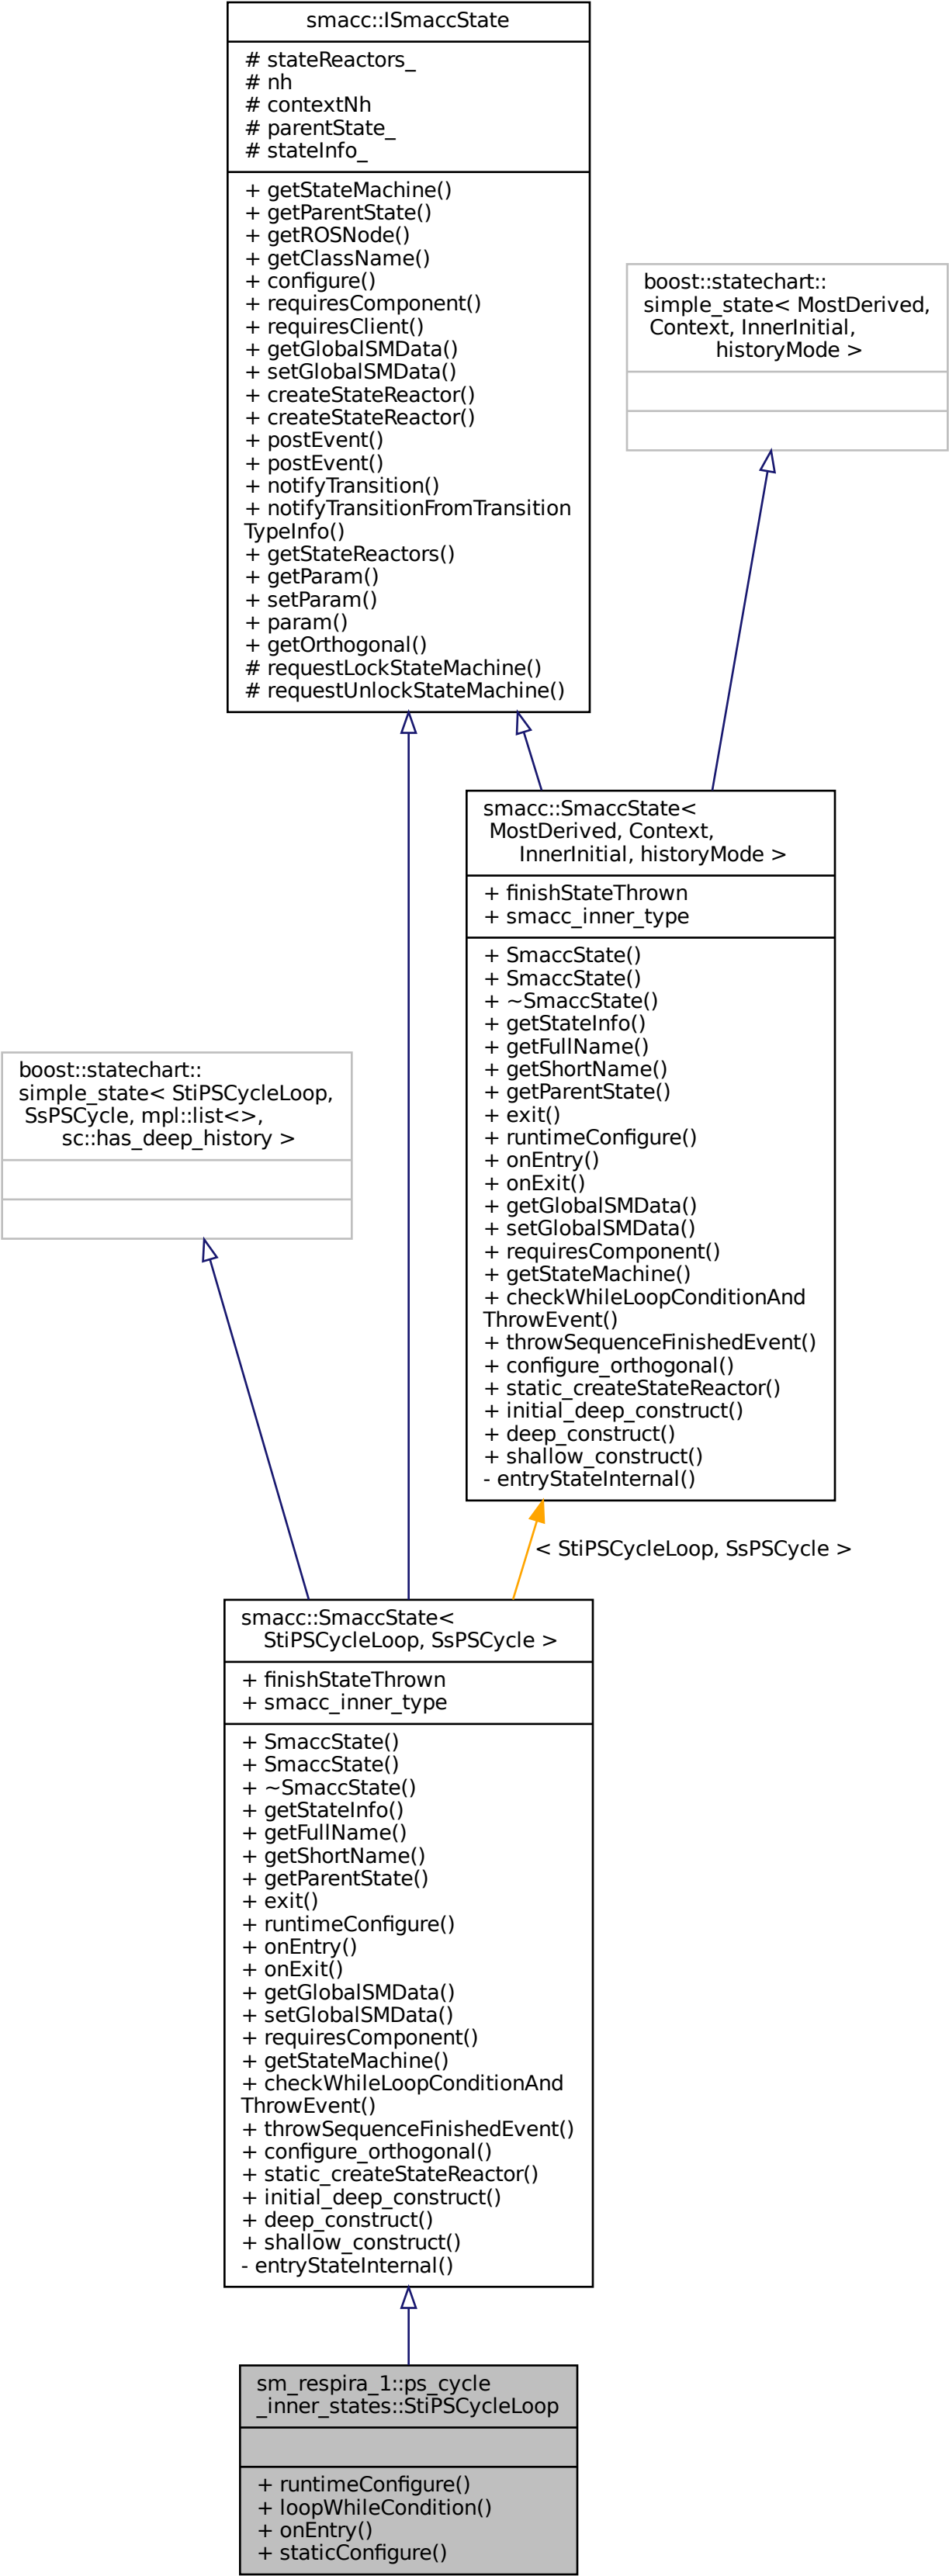 smacc::ISmaccState
# stateReactors_
# nh
# contextNh
# parentState_
# stateInfo_
+ getStateMachine()
+ getParentState()
+ getROSNode()
+ getClassName()
+ configure()
+ requiresComponent()
+ requiresClient()
+ getGlobalSMData()
+ setGlobalSMData()
+ createStateReactor()
+ createStateReactor()
+ postEvent()
+ postEvent()
+ notifyTransition()
+ notifyTransitionFromTransition
TypeInfo()
+ getStateReactors()
+ getParam()
+ setParam()
+ param()
+ getOrthogonal()
# requestLockStateMachine()
# requestUnlockStateMachine()
boost::statechart::
simple_state< MostDerived,
Context, InnerInitial,
historyMode >
smacc::SmaccState<
MostDerived, Context,
InnerInitial, historyMode >
+ finishStateThrown
+ smacc_inner_type
+ SmaccState()
+ SmaccState()
+ ~SmaccState()
+ getStateInfo()
+ getFullName()
+ getShortName()
+ getParentState()
+ exit()
+ runtimeConfigure()
+ onEntry()
+ onExit()
+ getGlobalSMData()
+ setGlobalSMData()
+ requiresComponent()
+ getStateMachine()
+ checkWhileLoopConditionAnd
ThrowEvent()
+ throwSequenceFinishedEvent()
+ configure_orthogonal()
+ static_createStateReactor()
+ initial_deep_construct()
+ deep_construct()
+ shallow_construct()
- entryStateInternal()
boost::statechart::
simple_state< StiPSCycleLoop,
SsPSCycle, mpl::list<>,
sc::has_deep_history >
< StiPSCycleLoop, SsPSCycle >
smacc::SmaccState<
StiPSCycleLoop, SsPSCycle >
+ finishStateThrown
+ smacc_inner_type
+ SmaccState()
+ SmaccState()
+ ~SmaccState()
+ getStateInfo()
+ getFullName()
+ getShortName()
+ getParentState()
+ exit()
+ runtimeConfigure()
+ onEntry()
+ onExit()
+ getGlobalSMData()
+ setGlobalSMData()
+ requiresComponent()
+ getStateMachine()
+ checkWhileLoopConditionAnd
ThrowEvent()
+ throwSequenceFinishedEvent()
+ configure_orthogonal()
+ static_createStateReactor()
+ initial_deep_construct()
+ deep_construct()
+ shallow_construct()
- entryStateInternal()
sm_respira_1::ps_cycle
_inner_states::StiPSCycleLoop
+ runtimeConfigure()
+ loopWhileCondition()
+ onEntry()
+ staticConfigure()